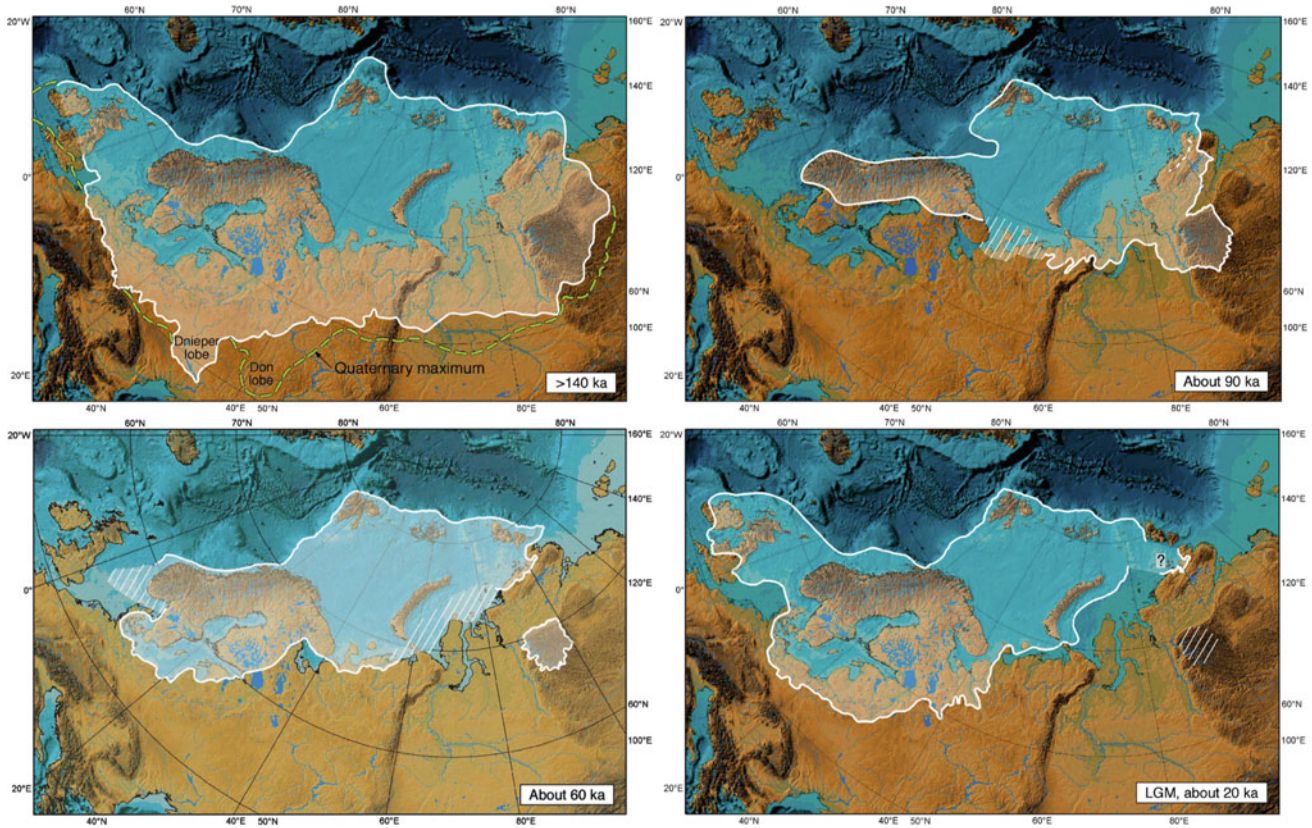 60°N 70°N 80°N 80°N
20°W 160°E
140°E
120°E
0°
60°N
100°E
20°E
Dnieper
lobe
Don
lobe
Quaternary maximum
>140 ka
40°N 40°E 50°N 60°E 80°E
60°N 70°N 80°N 80°N
20°W 160°E
140°E
120°E
0°
60°N
100°E
20°E
About 90 ka
40°N 40°E 50°N 60°E 80°E
60°N 70°N 80°N 80°N
20°W 160°E
140°E
120°E
0°
60°N
100°E
20°E
About 60 ka
40°N 50°N 40°E 60°E 80°E
60°N 70°N 80°N 80°N
20°W 160°E
140°E
?
120°E
0°
60°N
100°E
20°E
LGM, about 20 ka
40°N 50°N 40°E 60°E 80°E